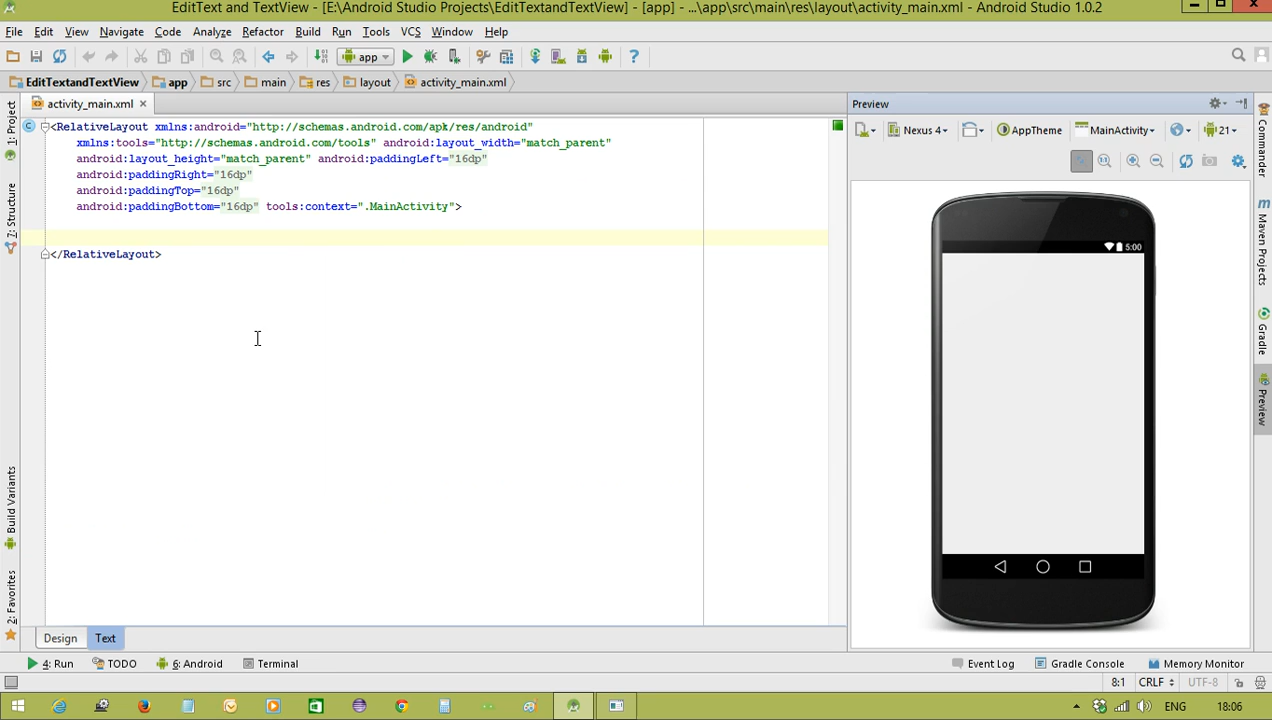 EditText and TextView - [E:\Android Studio Projects\EditTextandTextView] - [app] - ...\app\src\main\res\layout\activity_main.xml - Android Studio 1.0.2
File Edit View Navigate Code Analyze Refactor Build Run Tools VCS Window Help
app
EditTextandTextView app src main res layout activity_main.xml
activity_main.xml
Preview
<RelativeLayout xmlns:android="http://schemas.android.com/apk/res/android"
xmlns:tools="http://schemas.android.com/tools" android:layout_width="match_parent"
android:layout_height="match_parent" android:paddingLeft="16dp"
android:paddingRight="16dp"
android:paddingTop="16dp"
android:paddingBottom="16dp" tools:context=".MainActivity">
</RelativeLayout>
Nexus 4 AppTheme MainActivity 21
5:00
1: Project
7: Structure
Build Variants
2: Favorites
Commander
Maven Projects
Gradle
Preview
Design Text
4: Run TODO 6: Android Terminal Event Log Gradle Console Memory Monitor
8:1 CRLF UTF-8
ENG 18:06